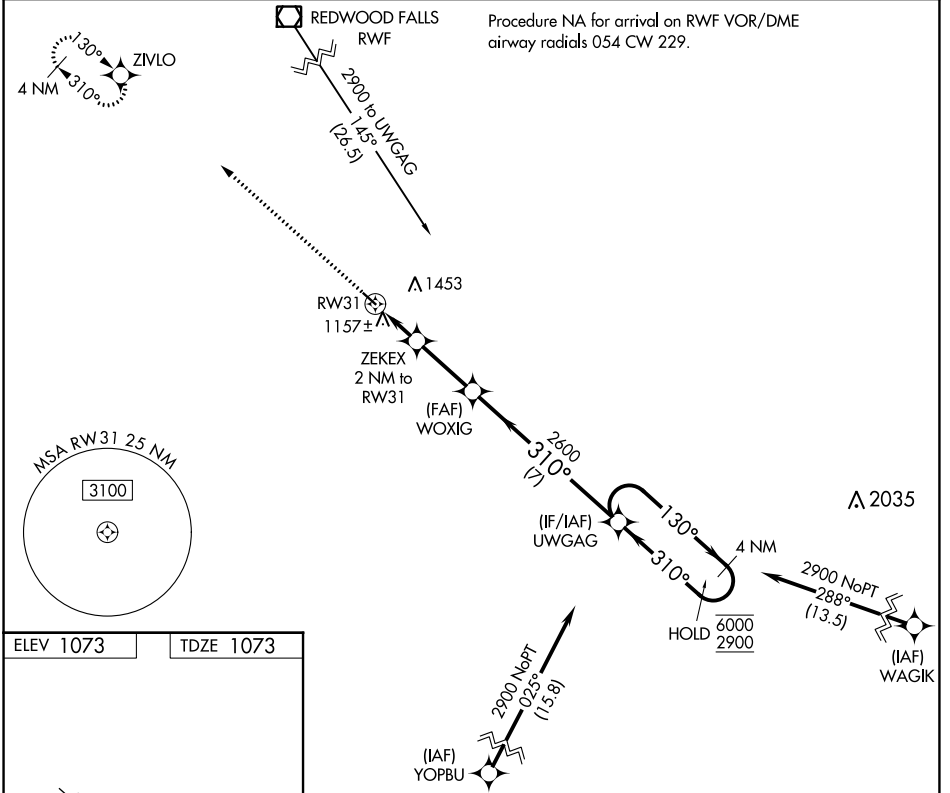 REDWOOD FALLS
RWF
Procedure NA for arrival on RWF VOR/DME
airway radials 054 CW 229.
130°
ZIVLO
4 NM
310°
2900 to UWGAG
145°
(26.5)
1453
RW31
1157±
ZEKEX
2 NM to
RW31
(FAF)
WOXIG
2600
310°
(7)
MSA RW31 25 NM
3100
(IF/IAF)
UWGAG
130°
310°
4 NM
HOLD
6000
2900
2035
2900 NoPT
288°
(13.5)
(IAF)
WAGIK
2900 NoPT
025°
(15.8)
(IAF)
YOPBU
ELEV 1073
TDZE 1073